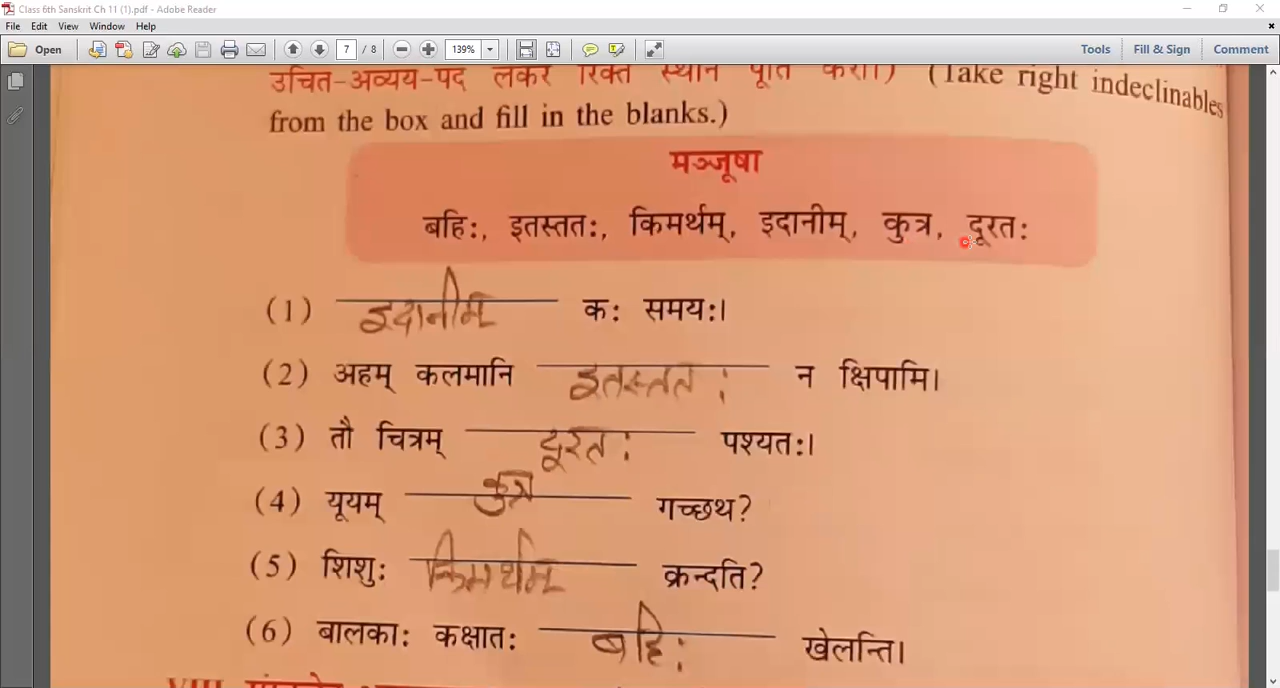 Class 6th Sanskrit Ch 11 (1).pdf - Adobe Reader
File Edit View Window Help
Open 7 / 8 139% Tools Fill & Sign Comment
उचित-अव्यय-पद लेकर रिक्त स्थान पूर्ति करो।) (Take right indeclinables
from the box and fill in the blanks.)
मञ्जूषा
बहिः, इतस्ततः, किमर्थम्, इदानीम्, कुत्र, दूरतः
(1) इदानीम् कः समयः।
(2) अहम् कलमानि इतस्ततः न क्षिपामि।
(3) तौ चित्रम् दूरतः पश्यतः।
(4) यूयम् कुत्र गच्छथ?
(5) शिशुः किमर्थम् क्रन्दति?
(6) बालकाः कक्षातः बहिः खेलन्ति।
VIII